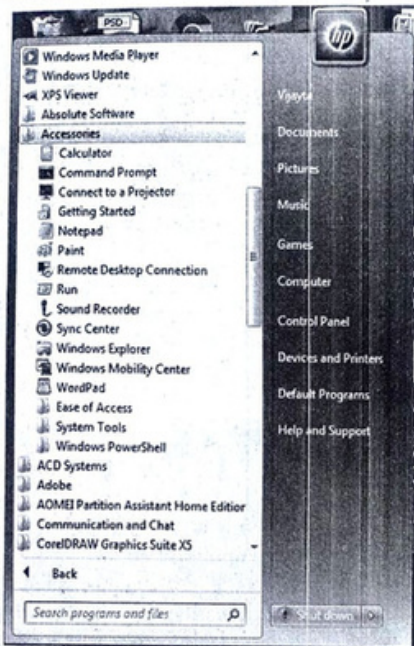 PSD
hp
Windows Media Player
Windows Update
XPS Viewer
Absolute Software
Accessories
Calculator
Command Prompt
Connect to a Projector
Getting Started
Notepad
Paint
Remote Desktop Connection
Run
Sound Recorder
Sync Center
Windows Explorer
Windows Mobility Center
WordPad
Ease of Access
System Tools
Windows PowerShell
ACD Systems
Adobe
AOMEI Partition Assistant Home Edition
Communication and Chat
CorelDRAW Graphics Suite X5
Back
Search programs and files
Vijayta
Documents
Pictures
Music
Games
Computer
Control Panel
Devices and Printers
Default Programs
Help and Support
Shut down